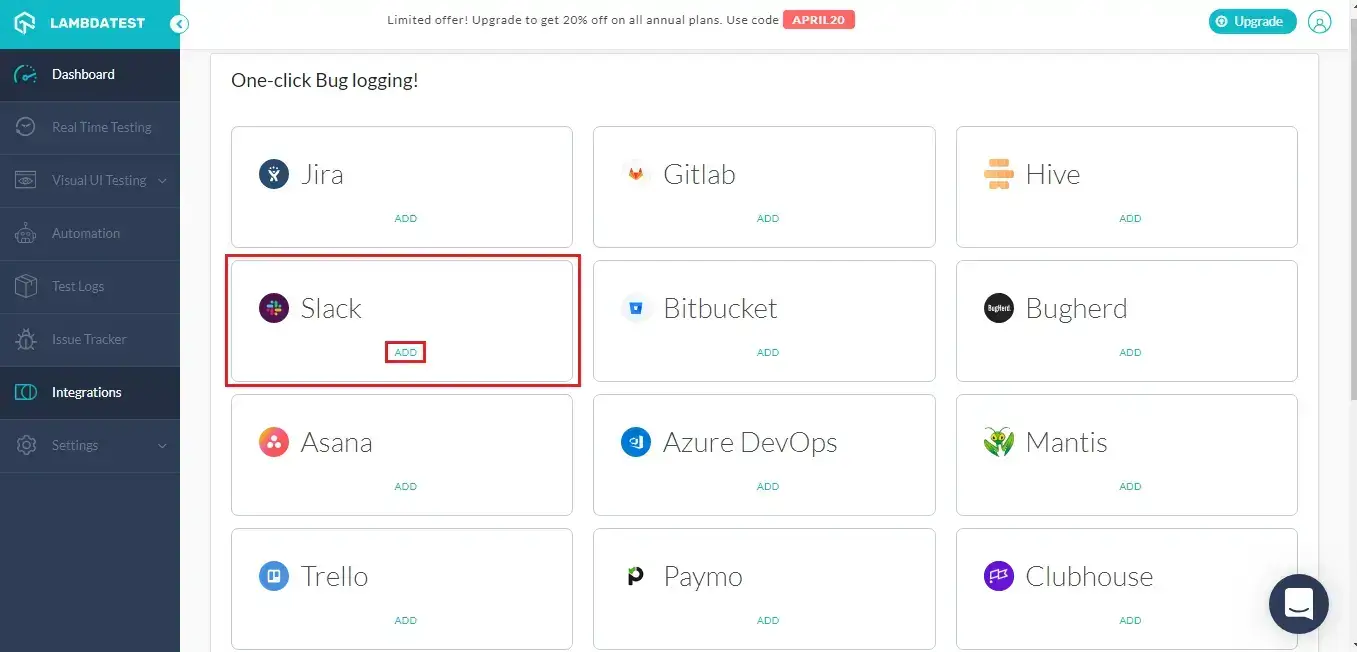 LAMBDATEST
Limited offer! Upgrade to get 20% off on all annual plans. Use code APRIL20
Upgrade
Dashboard
Real Time Testing
Visual UI Testing
Automation
Test Logs
Issue Tracker
Integrations
Settings
One-click Bug logging!
Jira
ADD
Gitlab
ADD
Hive
ADD
Slack
ADD
Bitbucket
ADD
BugHerd.
Bugherd
ADD
Asana
ADD
Azure DevOps
ADD
Mantis
ADD
Trello
ADD
Paymo
ADD
Clubhouse
ADD